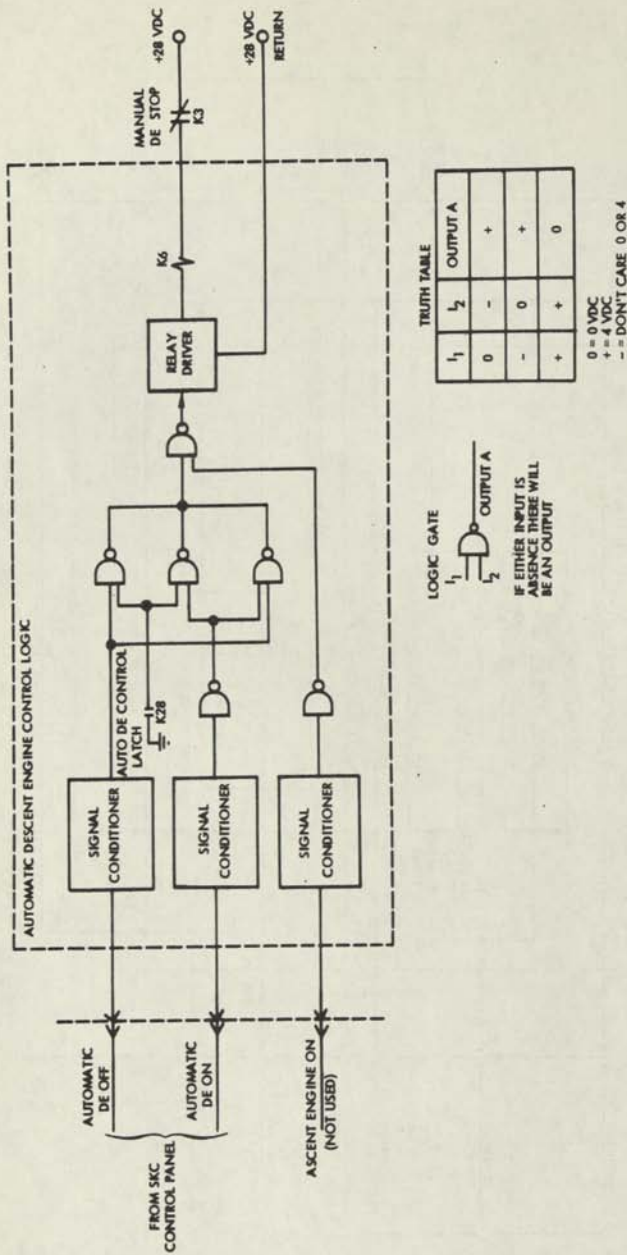 AUTOMATIC DESCENT ENGINE CONTROL LOGIC
FROM SKC
CONTROL PANEL
AUTOMATIC
DE OFF
AUTOMATIC
DE ON
ASCENT ENGINE ON
(NOT USED)
SIGNAL
CONDITIONER
SIGNAL
CONDITIONER
SIGNAL
CONDITIONER
AUTO DE CONTROL
LATCH
K28
RELAY
DRIVER
K6
MANUAL
DE STOP
K3
+28 VDC
+28 VDC
RETURN
LOGIC GATE
I1
I2
OUTPUT A
IF EITHER INPUT IS
ABSENCE THERE WILL
BE AN OUTPUT
TRUTH TABLE
I1 I2 OUTPUT A
0 - +
- 0 +
+ + 0
0 = 0 VDC
+ = 4 VDC
- = DON'T CARE 0 OR 4